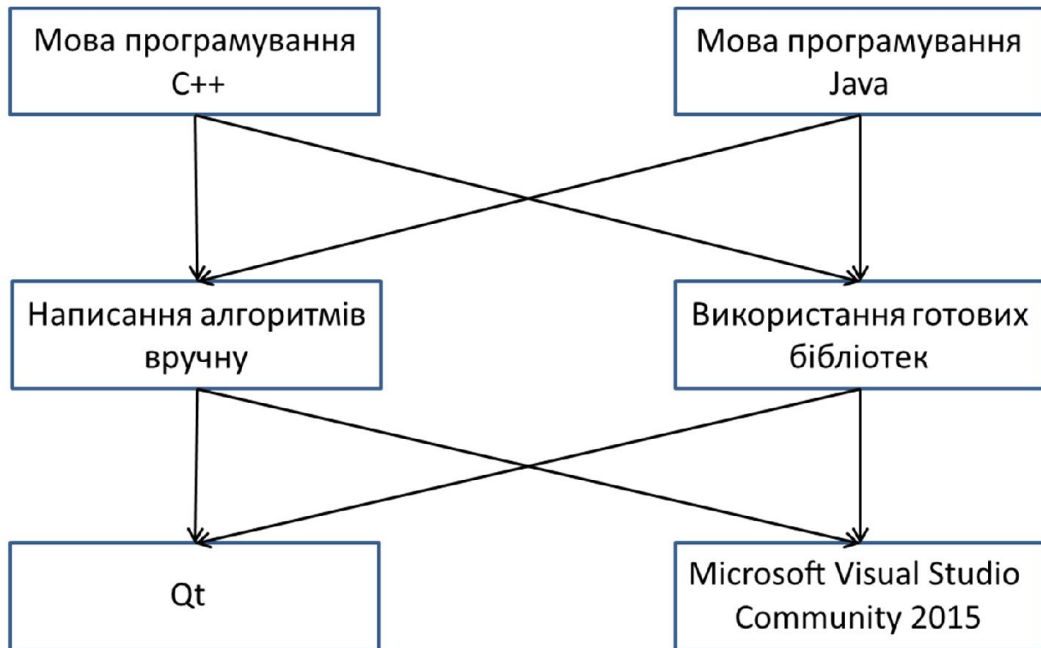 Мова програмування
C++
Мова програмування
Java
Написання алгоритмів
вручну
Використання готових
бібліотек
Qt
Microsoft Visual Studio
Community 2015